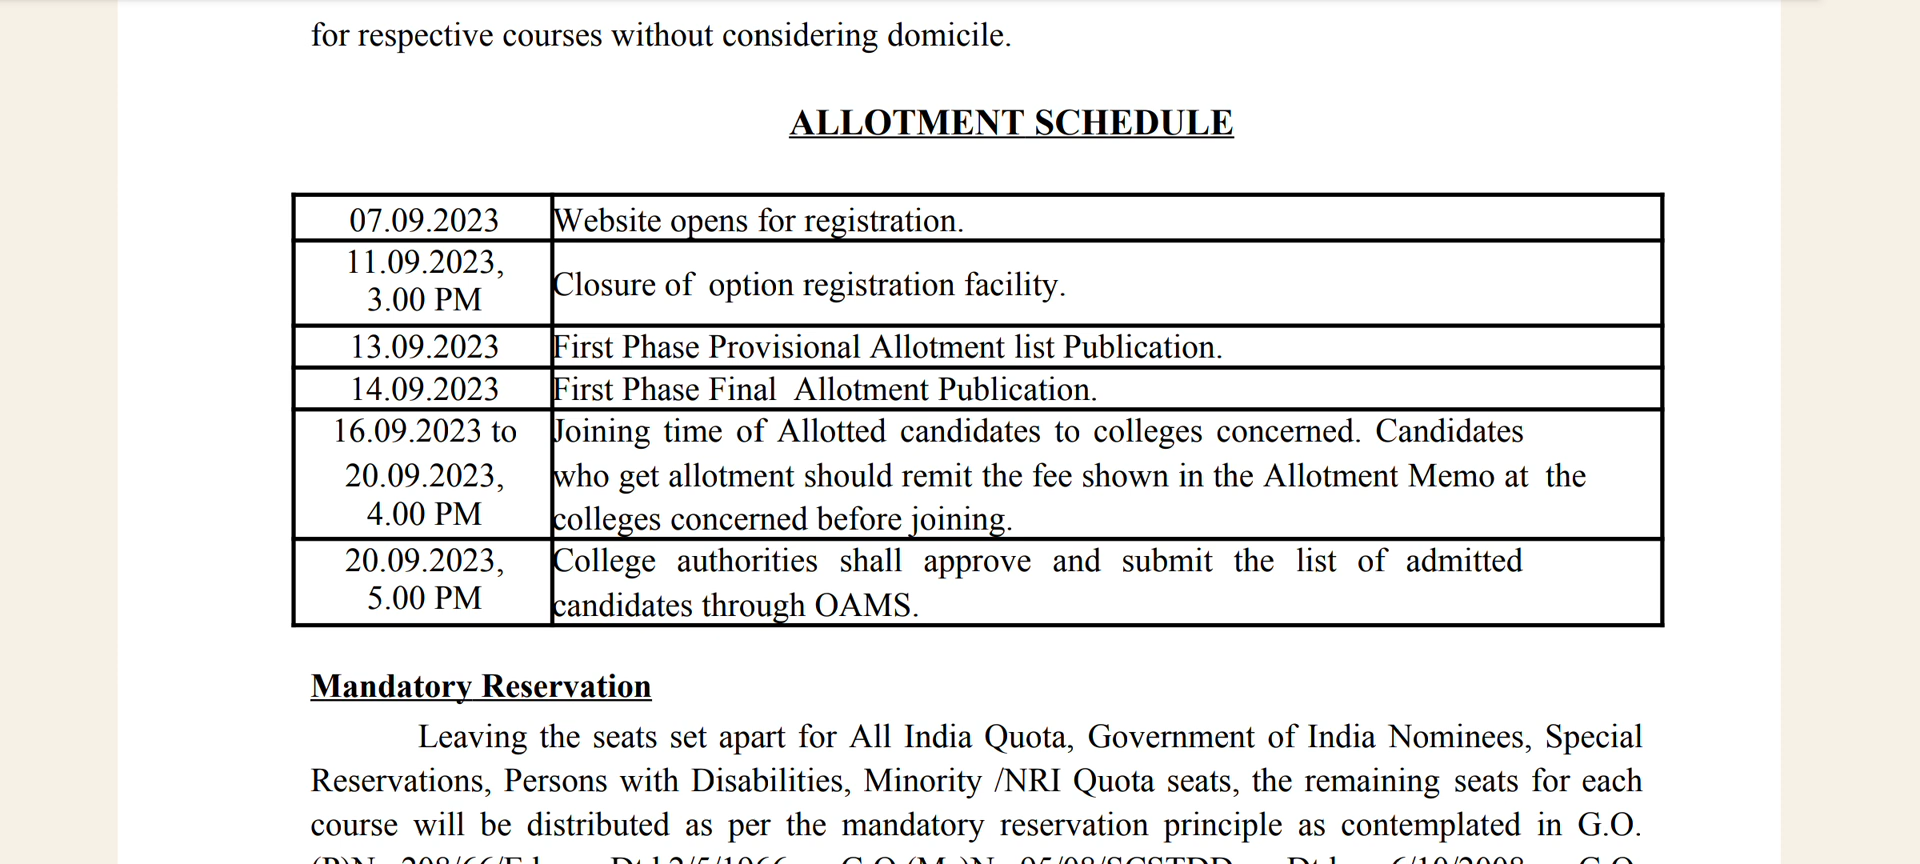 for respective courses without considering domicile.
ALLOTMENT SCHEDULE
07.09.2023 Website opens for registration.
11.09.2023,
3.00 PM
Closure of option registration facility.
13.09.2023 First Phase Provisional Allotment list Publication.
14.09.2023 First Phase Final Allotment Publication.
16.09.2023 to
20.09.2023,
4.00 PM
Joining time of Allotted candidates to colleges concerned. Candidates
who get allotment should remit the fee shown in the Allotment Memo at the
colleges concerned before joining.
20.09.2023,
5.00 PM
College authorities shall approve and submit the list of admitted
candidates through OAMS.
Mandatory Reservation
Leaving the seats set apart for All India Quota, Government of India Nominees, Special
Reservations, Persons with Disabilities, Minority /NRI Quota seats, the remaining seats for each
course will be distributed as per the mandatory reservation principle as contemplated in G.O.